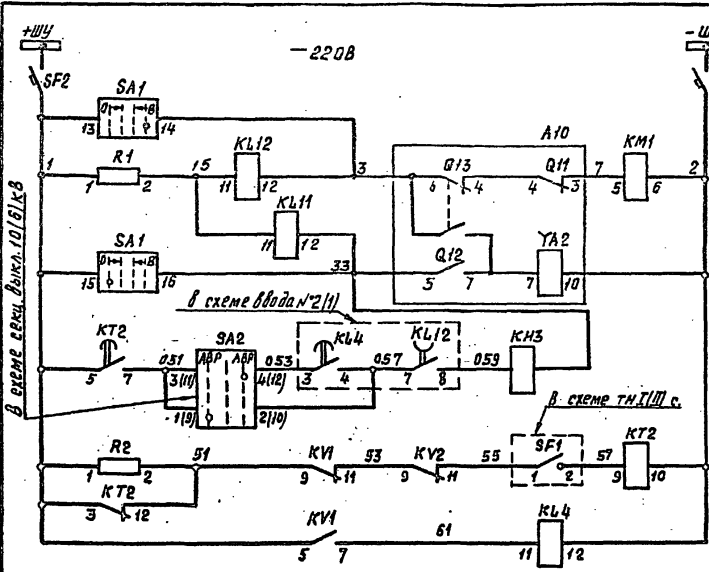 +ШУ
-220В
- Ш
SF2
SA1
0 В
13 14
A10
1
R1
1 2
15
KL12
11 12
3
Q13
4
Q11
4 3
7
KM1
5 6
2
KL11
11 12
SA1
0 В
15 16
33
Q12
5 7
YA2
7 10
В схеме ввода №2(1)
В схеме секц. выкл. 10(6)кВ
KT2
5 7
051
SA2
АВР АВР
3(11) 4(12)
1(9) 2(10)
053
KL4
3 4
057
KL12
7 8
059
KH3
В схеме тн I(II) с.
R2
1 2
51
KV1
9 11
53
KV2
9 11
55
SF1
1 2
57
KT2
9 10
KT2
3 12
KV1
5 7
61
KL4
11 12